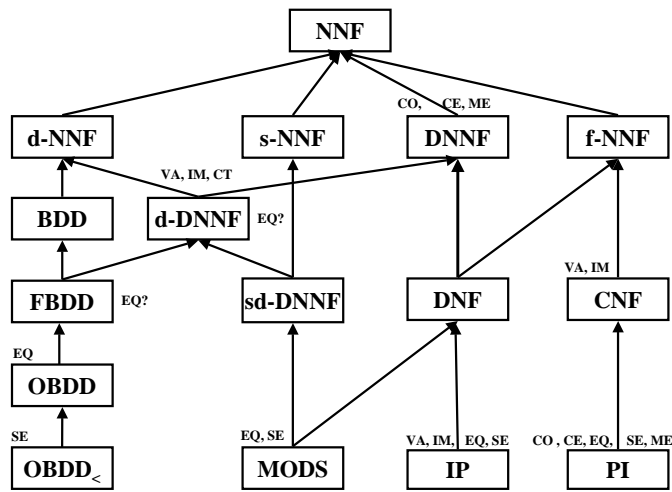 NNF
CO, CE, ME
d-NNF s-NNF DNNF f-NNF
VA, IM, CT
BDD d-DNNF EQ?
VA, IM
FBDD EQ? sd-DNNF DNF CNF
EQ
OBDD
SE EQ, SE VA, IM, EQ, SE CO , CE, EQ, SE, ME
OBDD< MODS IP PI